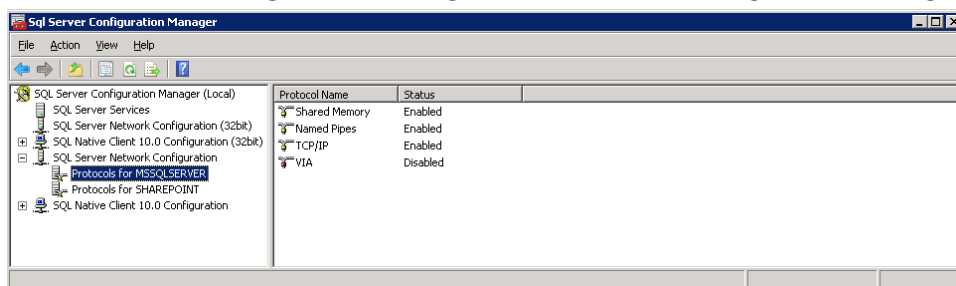 Sql Server Configuration Manager
File Action View Help
SQL Server Configuration Manager (Local)
SQL Server Services
SQL Server Network Configuration (32bit)
SQL Native Client 10.0 Configuration (32bit)
SQL Server Network Configuration
Protocols for MSSQLSERVER
Protocols for SHAREPOINT
SQL Native Client 10.0 Configuration
Protocol Name Status
Shared Memory Enabled
Named Pipes Enabled
TCP/IP Enabled
VIA Disabled